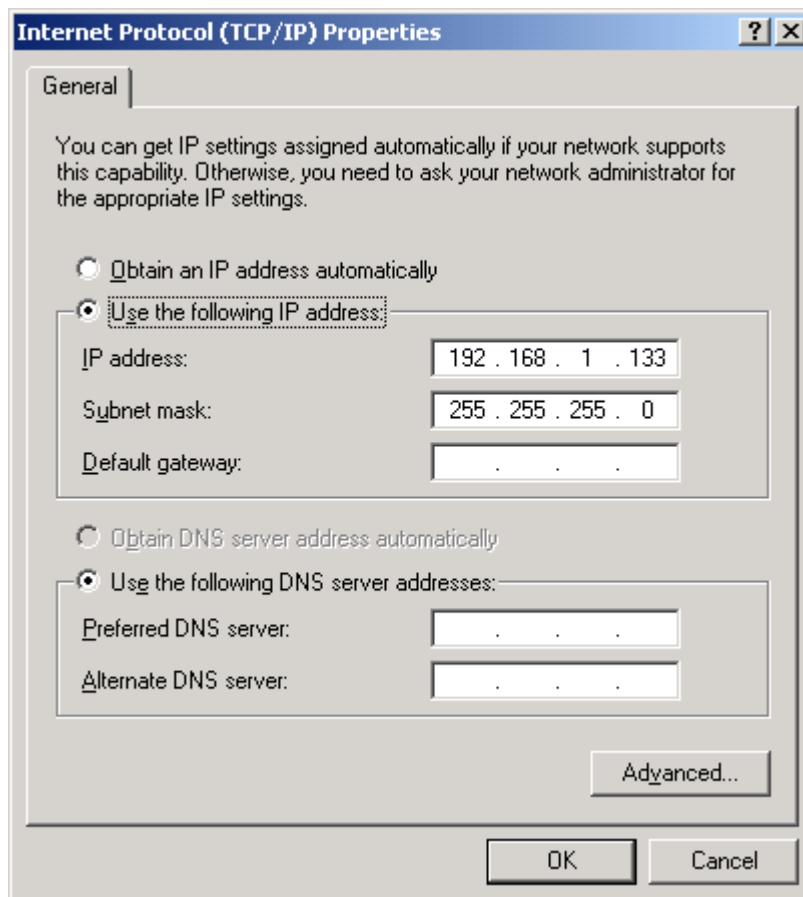 Internet Protocol (TCP/IP) Properties
General
You can get IP settings assigned automatically if your network supports
this capability. Otherwise, you need to ask your network administrator for
the appropriate IP settings.
Obtain an IP address automatically
Use the following IP address:
IP address: 192 . 168 . 1 . 133
Subnet mask: 255 . 255 . 255 . 0
Default gateway: . . .
Obtain DNS server address automatically
Use the following DNS server addresses:
Preferred DNS server: . . .
Alternate DNS server: . . .
Advanced...
OK Cancel